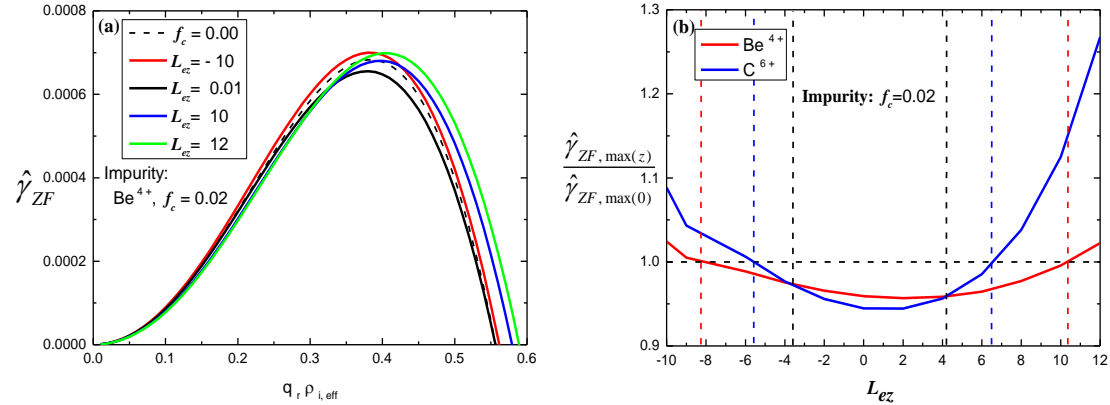 (a)
f_c = 0.00
L_ez = - 10
L_ez = 0.01
L_ez = 10
L_ez = 12
Impurity:
Be^4+, f_c = 0.02
γ̂_ZF
0.0006
0.0004
0.0002
0.0000
0.0 0.1 0.2 0.3 0.4 0.5 0.6
q_r ρ_i, eff
(b)
Be^4+
C^6+
Impurity: f_c=0.02
γ̂_ZF, max(z)
γ̂_ZF, max(0)
1.3
1.2
1.1
1.0
0.9
-10 -8 -6 -4 -2 0 2 4 6 8 10 12
L_ez